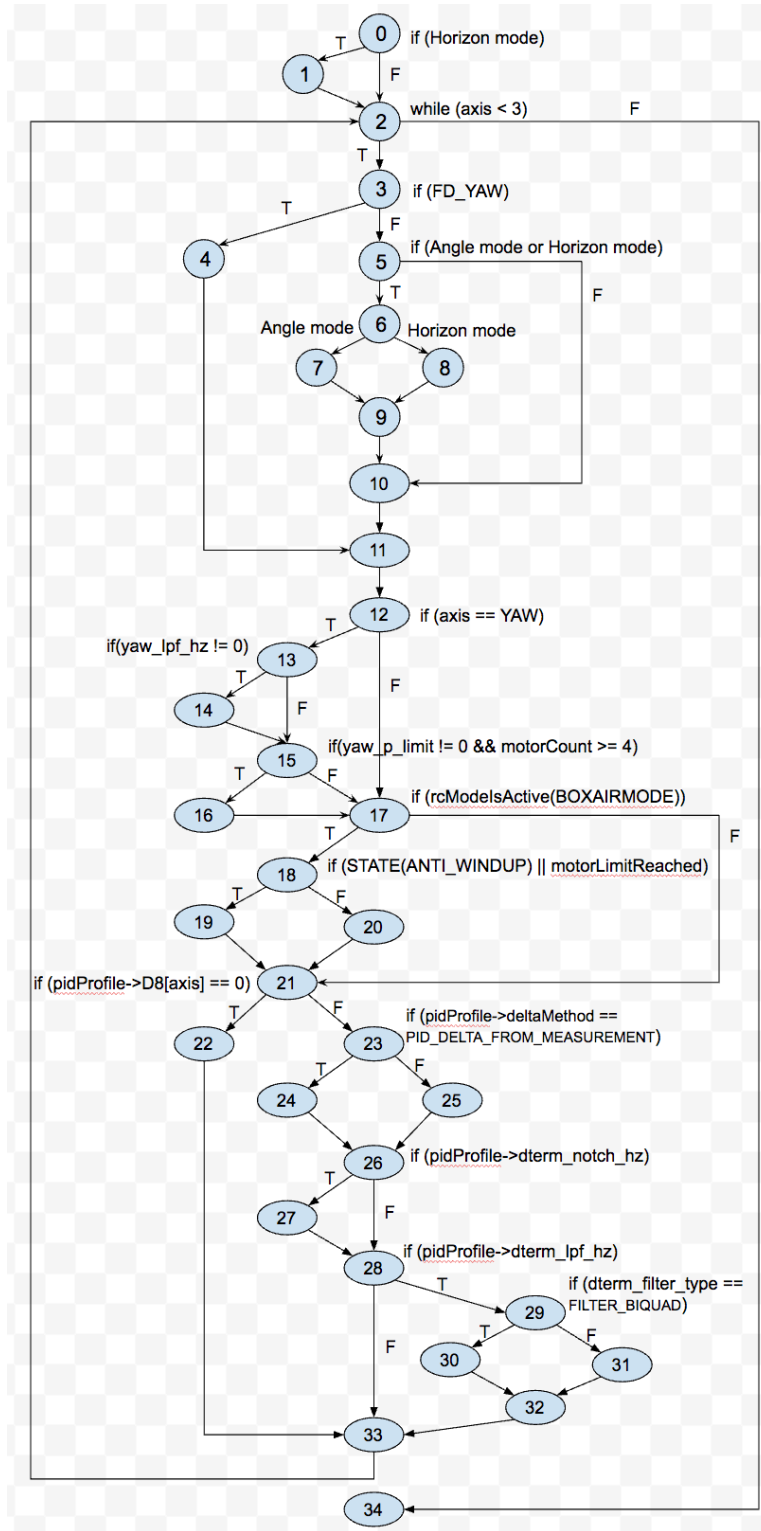 0 if (Horizon mode)
T
1 F
2 while (axis < 3) F
T
3 if (FD_YAW)
T
F
4 5 if (Angle mode or Horizon mode)
T F
Angle mode 6 Horizon mode
7 8
9
10
11
12 if (axis == YAW)
T
if(yaw_lpf_hz != 0) 13
T F
14 F
15 if(yaw_p_limit != 0 && motorCount >= 4)
T F
16 17 if (rcModeIsActive(BOXAIRMODE))
T F
18 if (STATE(ANTI_WINDUP) || motorLimitReached)
T F
19 20
if (pidProfile->D8[axis] == 0) 21
T F
22 23 if (pidProfile->deltaMethod ==
PID_DELTA_FROM_MEASUREMENT)
T F
24 25
26 if (pidProfile->dterm_notch_hz)
T
27 F
28 if (pidProfile->dterm_lpf_hz)
T
29 if (dterm_filter_type ==
FILTER_BIQUAD)
T F
F
30 31
32
33
34